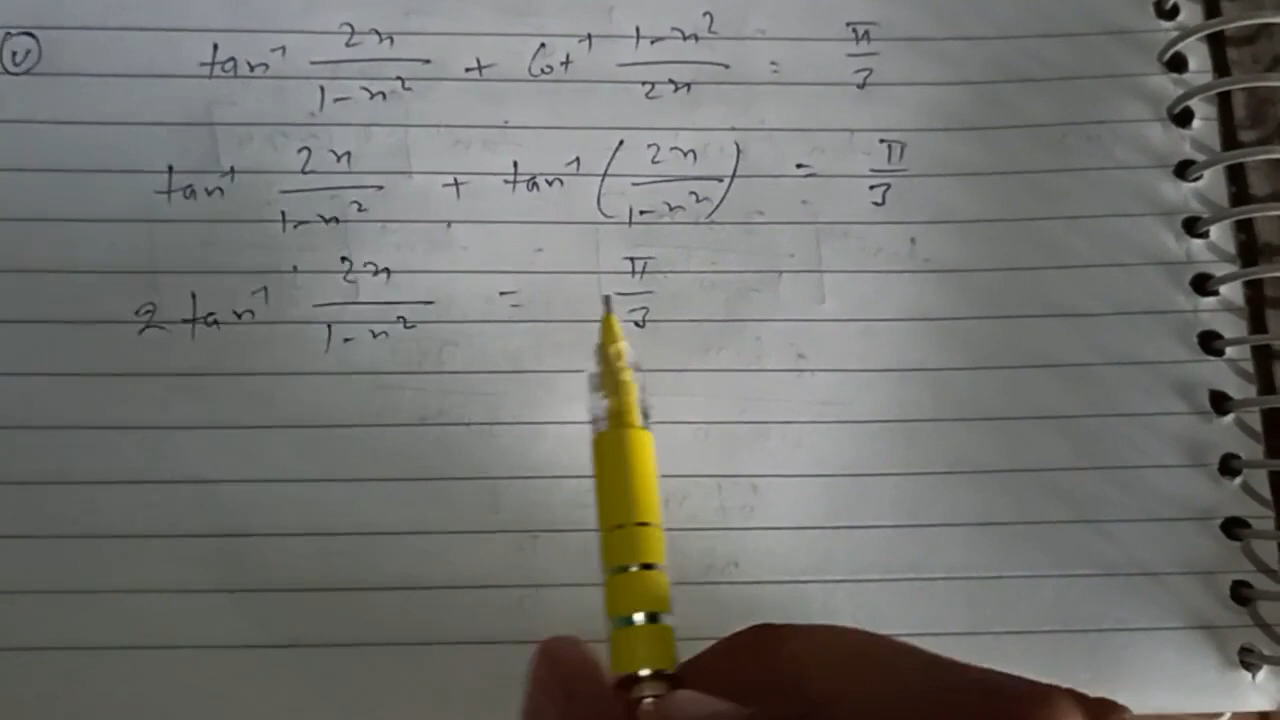 (v) tan⁻¹ 2x/1-x² + Cot⁻¹ 1-x²/2x = π/3
tan⁻¹ 2x/1-x² + tan⁻¹ (2x/1-x²) = π/3
2 tan⁻¹ 2x/1-x² = π/3